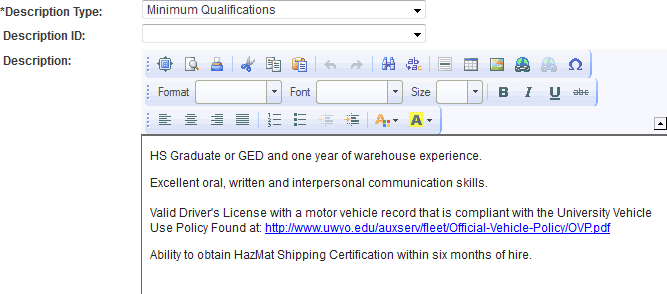 *Description Type: Minimum Qualifications
Description ID:
Description:
Format Font Size B I U abc
A A
HS Graduate or GED and one year of warehouse experience.
Excellent oral, written and interpersonal communication skills.
Valid Driver's License with a motor vehicle record that is compliant with the University Vehicle
Use Policy Found at: http://www.uwyo.edu/auxserv/fleet/Official-Vehicle-Policy/OVP.pdf
Ability to obtain HazMat Shipping Certification within six months of hire.